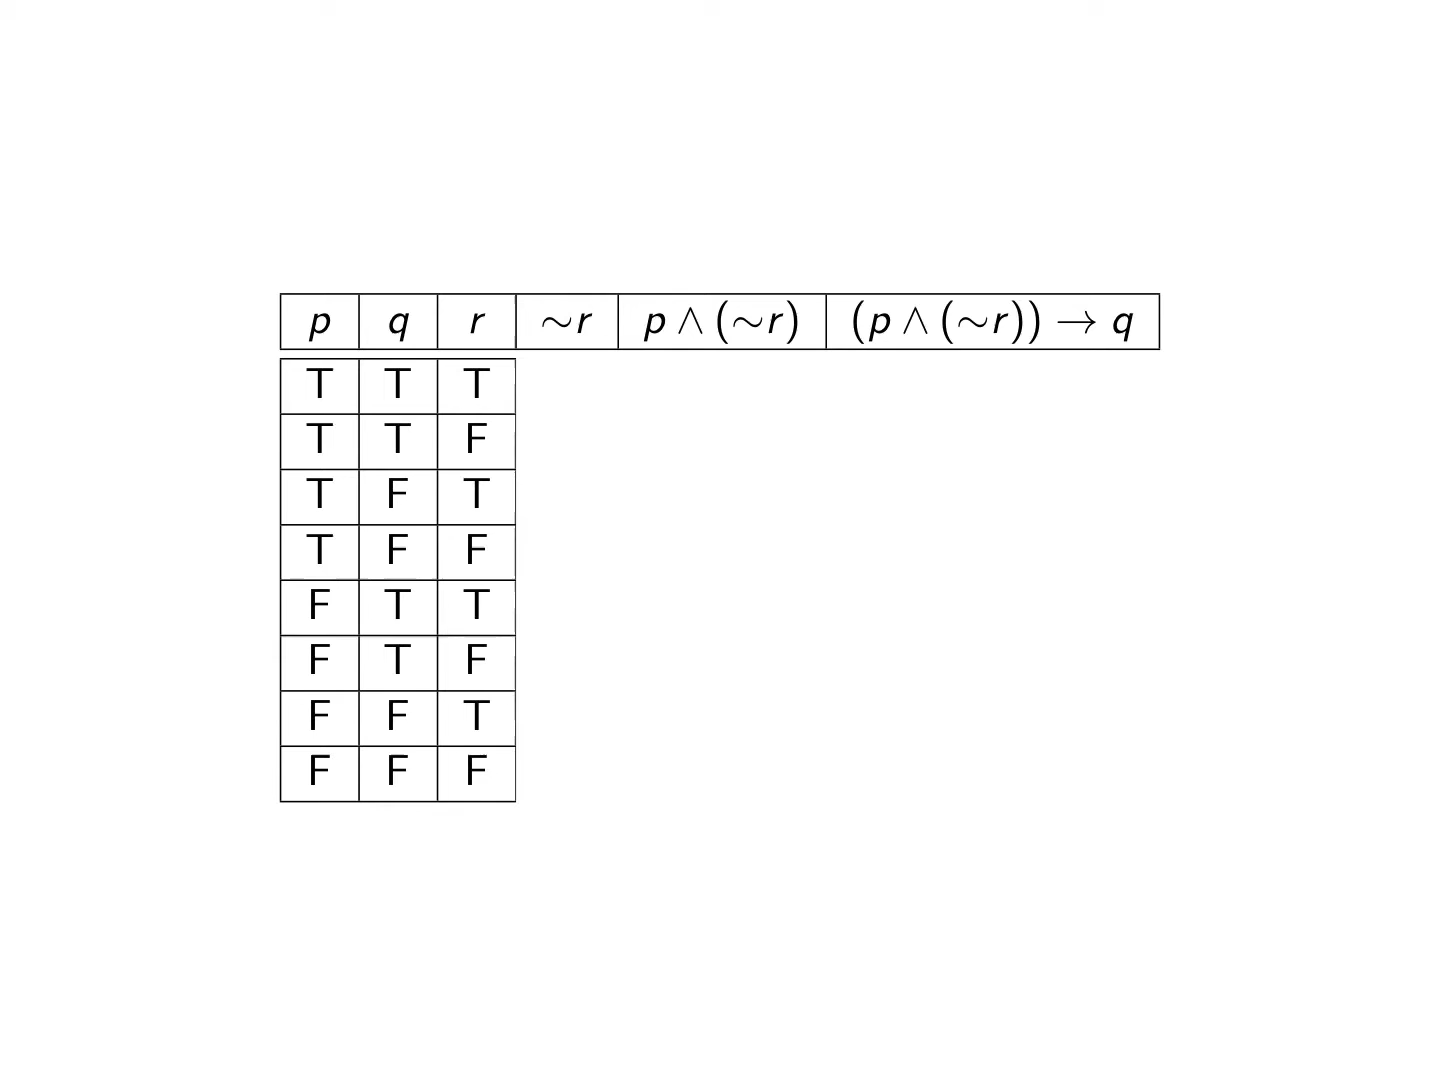 p q r ∼r p ∧ (∼r) (p ∧ (∼r)) → q
T T T
T T F
T F T
T F F
F T T
F T F
F F T
F F F